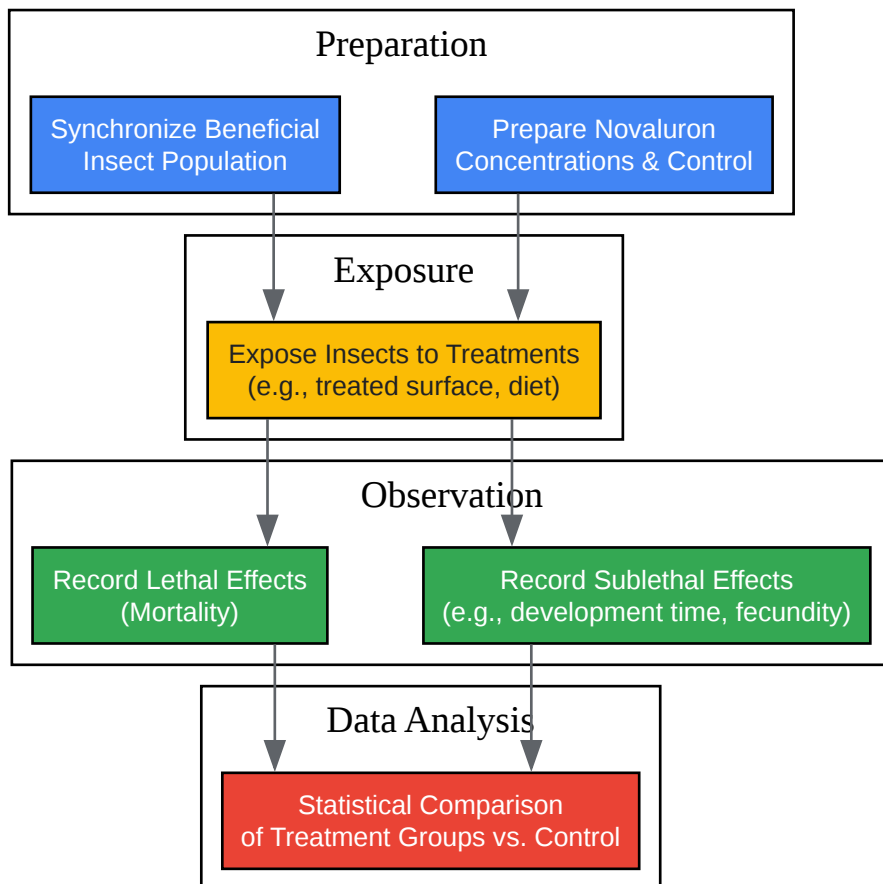 Preparation
Synchronize Beneficial
Insect Population
Prepare Novaluron
Concentrations & Control
Exposure
Expose Insects to Treatments
(e.g., treated surface, diet)
Observation
Record Lethal Effects
(Mortality)
Record Sublethal Effects
(e.g., development time, fecundity)
Data Analysis
Statistical Comparison
of Treatment Groups vs. Control